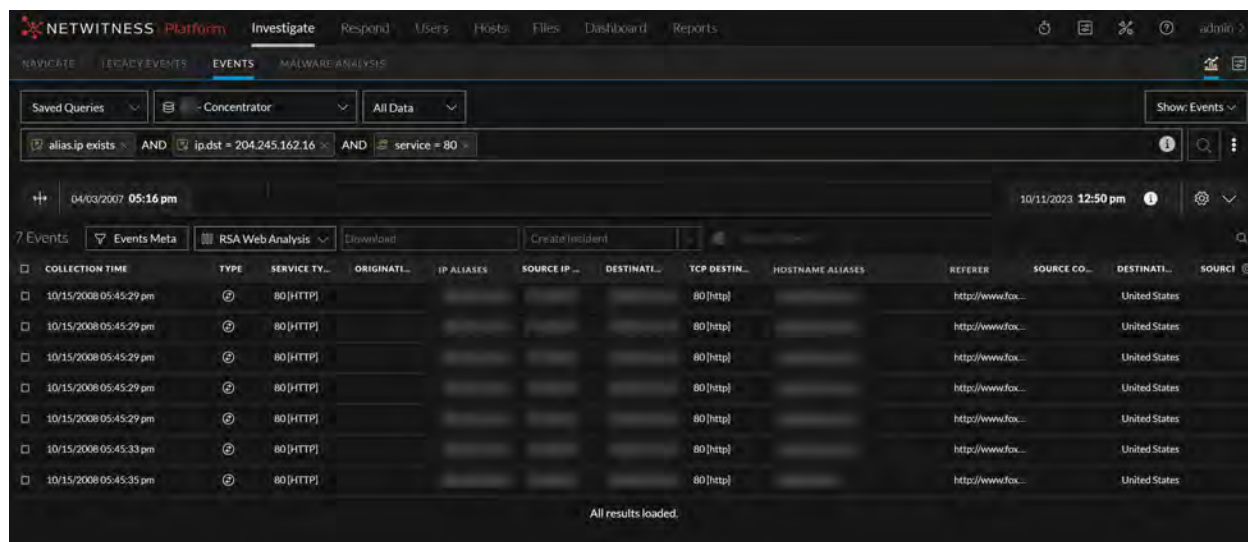 NETWITNESS Platform Investigate Respond Users Hosts Files Dashboard Reports admin
NAVIGATE LEGACY EVENTS EVENTS MALWARE ANALYSIS
Saved Queries - Concentrator All Data Show: Events
alias.ip exists × AND ip.dst = 204.245.162.16 × AND service = 80 ×
04/03/2007 05:16 pm 10/11/2023 12:50 pm
7 Events Events Meta RSA Web Analysis Download Create Incident
COLLECTION TIME TYPE SERVICE TY... ORIGINATI... IP ALIASES SOURCE IP ... DESTINATI... TCP DESTIN... HOSTNAME ALIASES REFERER SOURCE CO... DESTINATI... SOURCI
10/15/2008 05:45:29 pm 80 [HTTP] 80 [http] http://www.fox... United States
10/15/2008 05:45:29 pm 80 [HTTP] 80 [http] http://www.fox... United States
10/15/2008 05:45:29 pm 80 [HTTP] 80 [http] http://www.fox... United States
10/15/2008 05:45:29 pm 80 [HTTP] 80 [http] http://www.fox... United States
10/15/2008 05:45:29 pm 80 [HTTP] 80 [http] http://www.fox... United States
10/15/2008 05:45:33 pm 80 [HTTP] 80 [http] http://www.fox... United States
10/15/2008 05:45:35 pm 80 [HTTP] 80 [http] http://www.fox... United States
All results loaded.